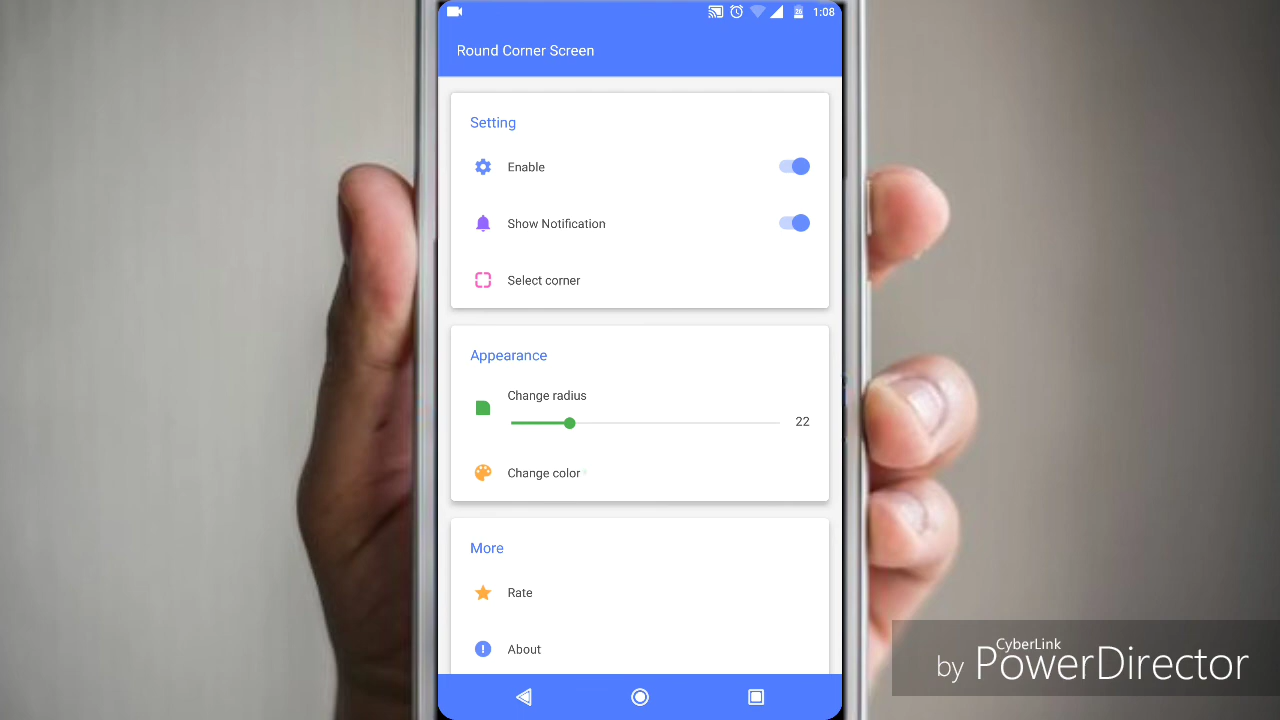 1:08
Round Corner Screen
Setting
Enable
Show Notification
Select corner
Appearance
Change radius
22
Change color
More
Rate
About
CyberLink
by PowerDirector